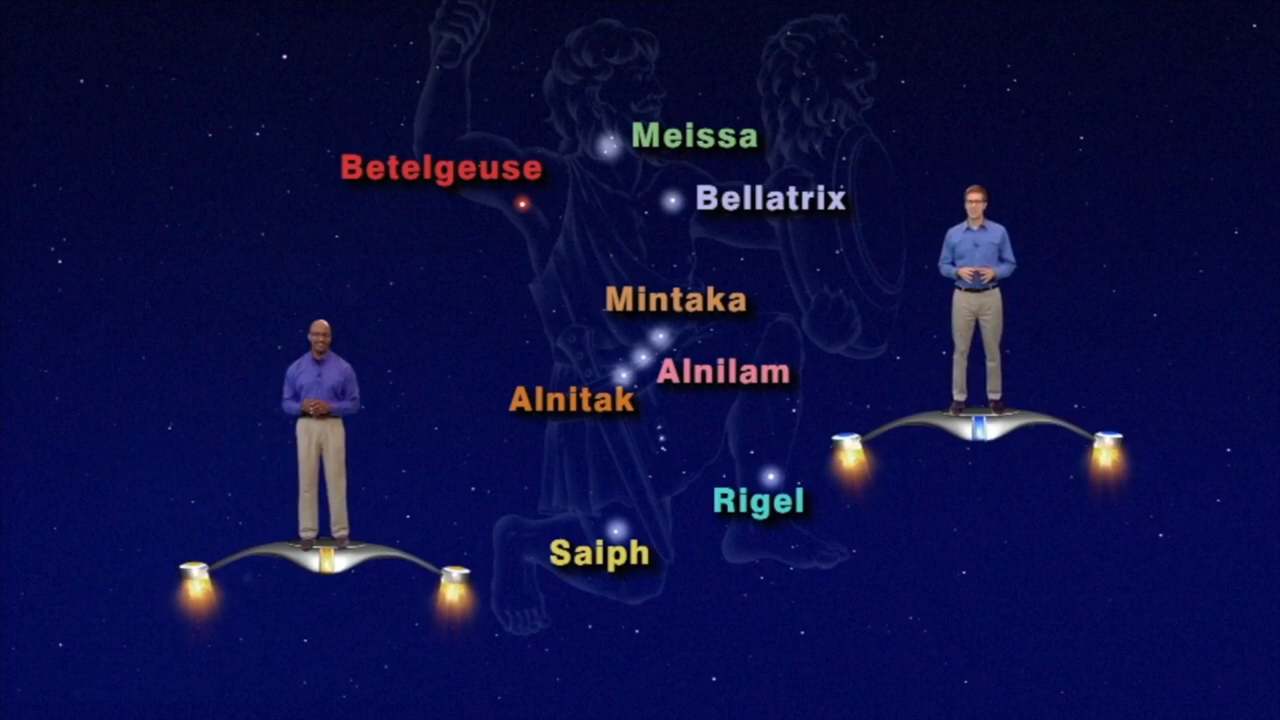 Meissa
Betelgeuse
Bellatrix
Mintaka
Alnilam
Alnitak
Rigel
Saiph